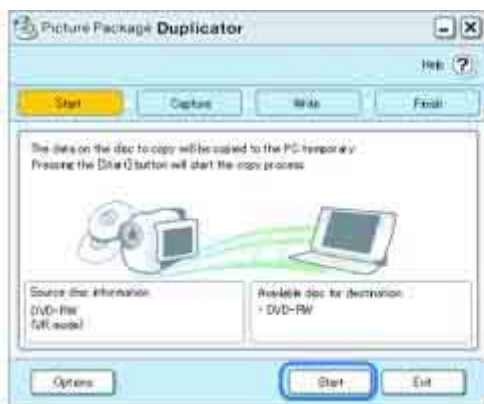 Picture Package Duplicator
Help ?
Start
Capture
Write
Finish
The data on the disc to copy will be copied to the PC temporary
Pressing the [Start] button will start the copy process
Source disc information
DVD-RW
(VR mode)
Available disc for destination
- DVD-RW
Options
Start
Exit